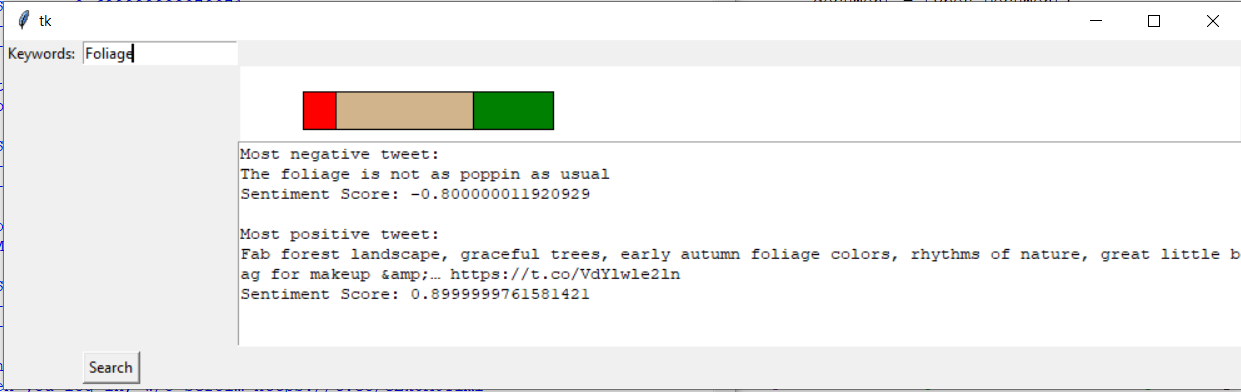 tk
Keywords: Foliage
Most negative tweet:
The foliage is not as poppin as usual
Sentiment Score: -0.800000011920929
Most positive tweet:
Fab forest landscape, graceful trees, early autumn foliage colors, rhythms of nature, great little b
ag for makeup &amp;… https://t.co/VdYlwle2ln
Sentiment Score: 0.8999999761581421
Search